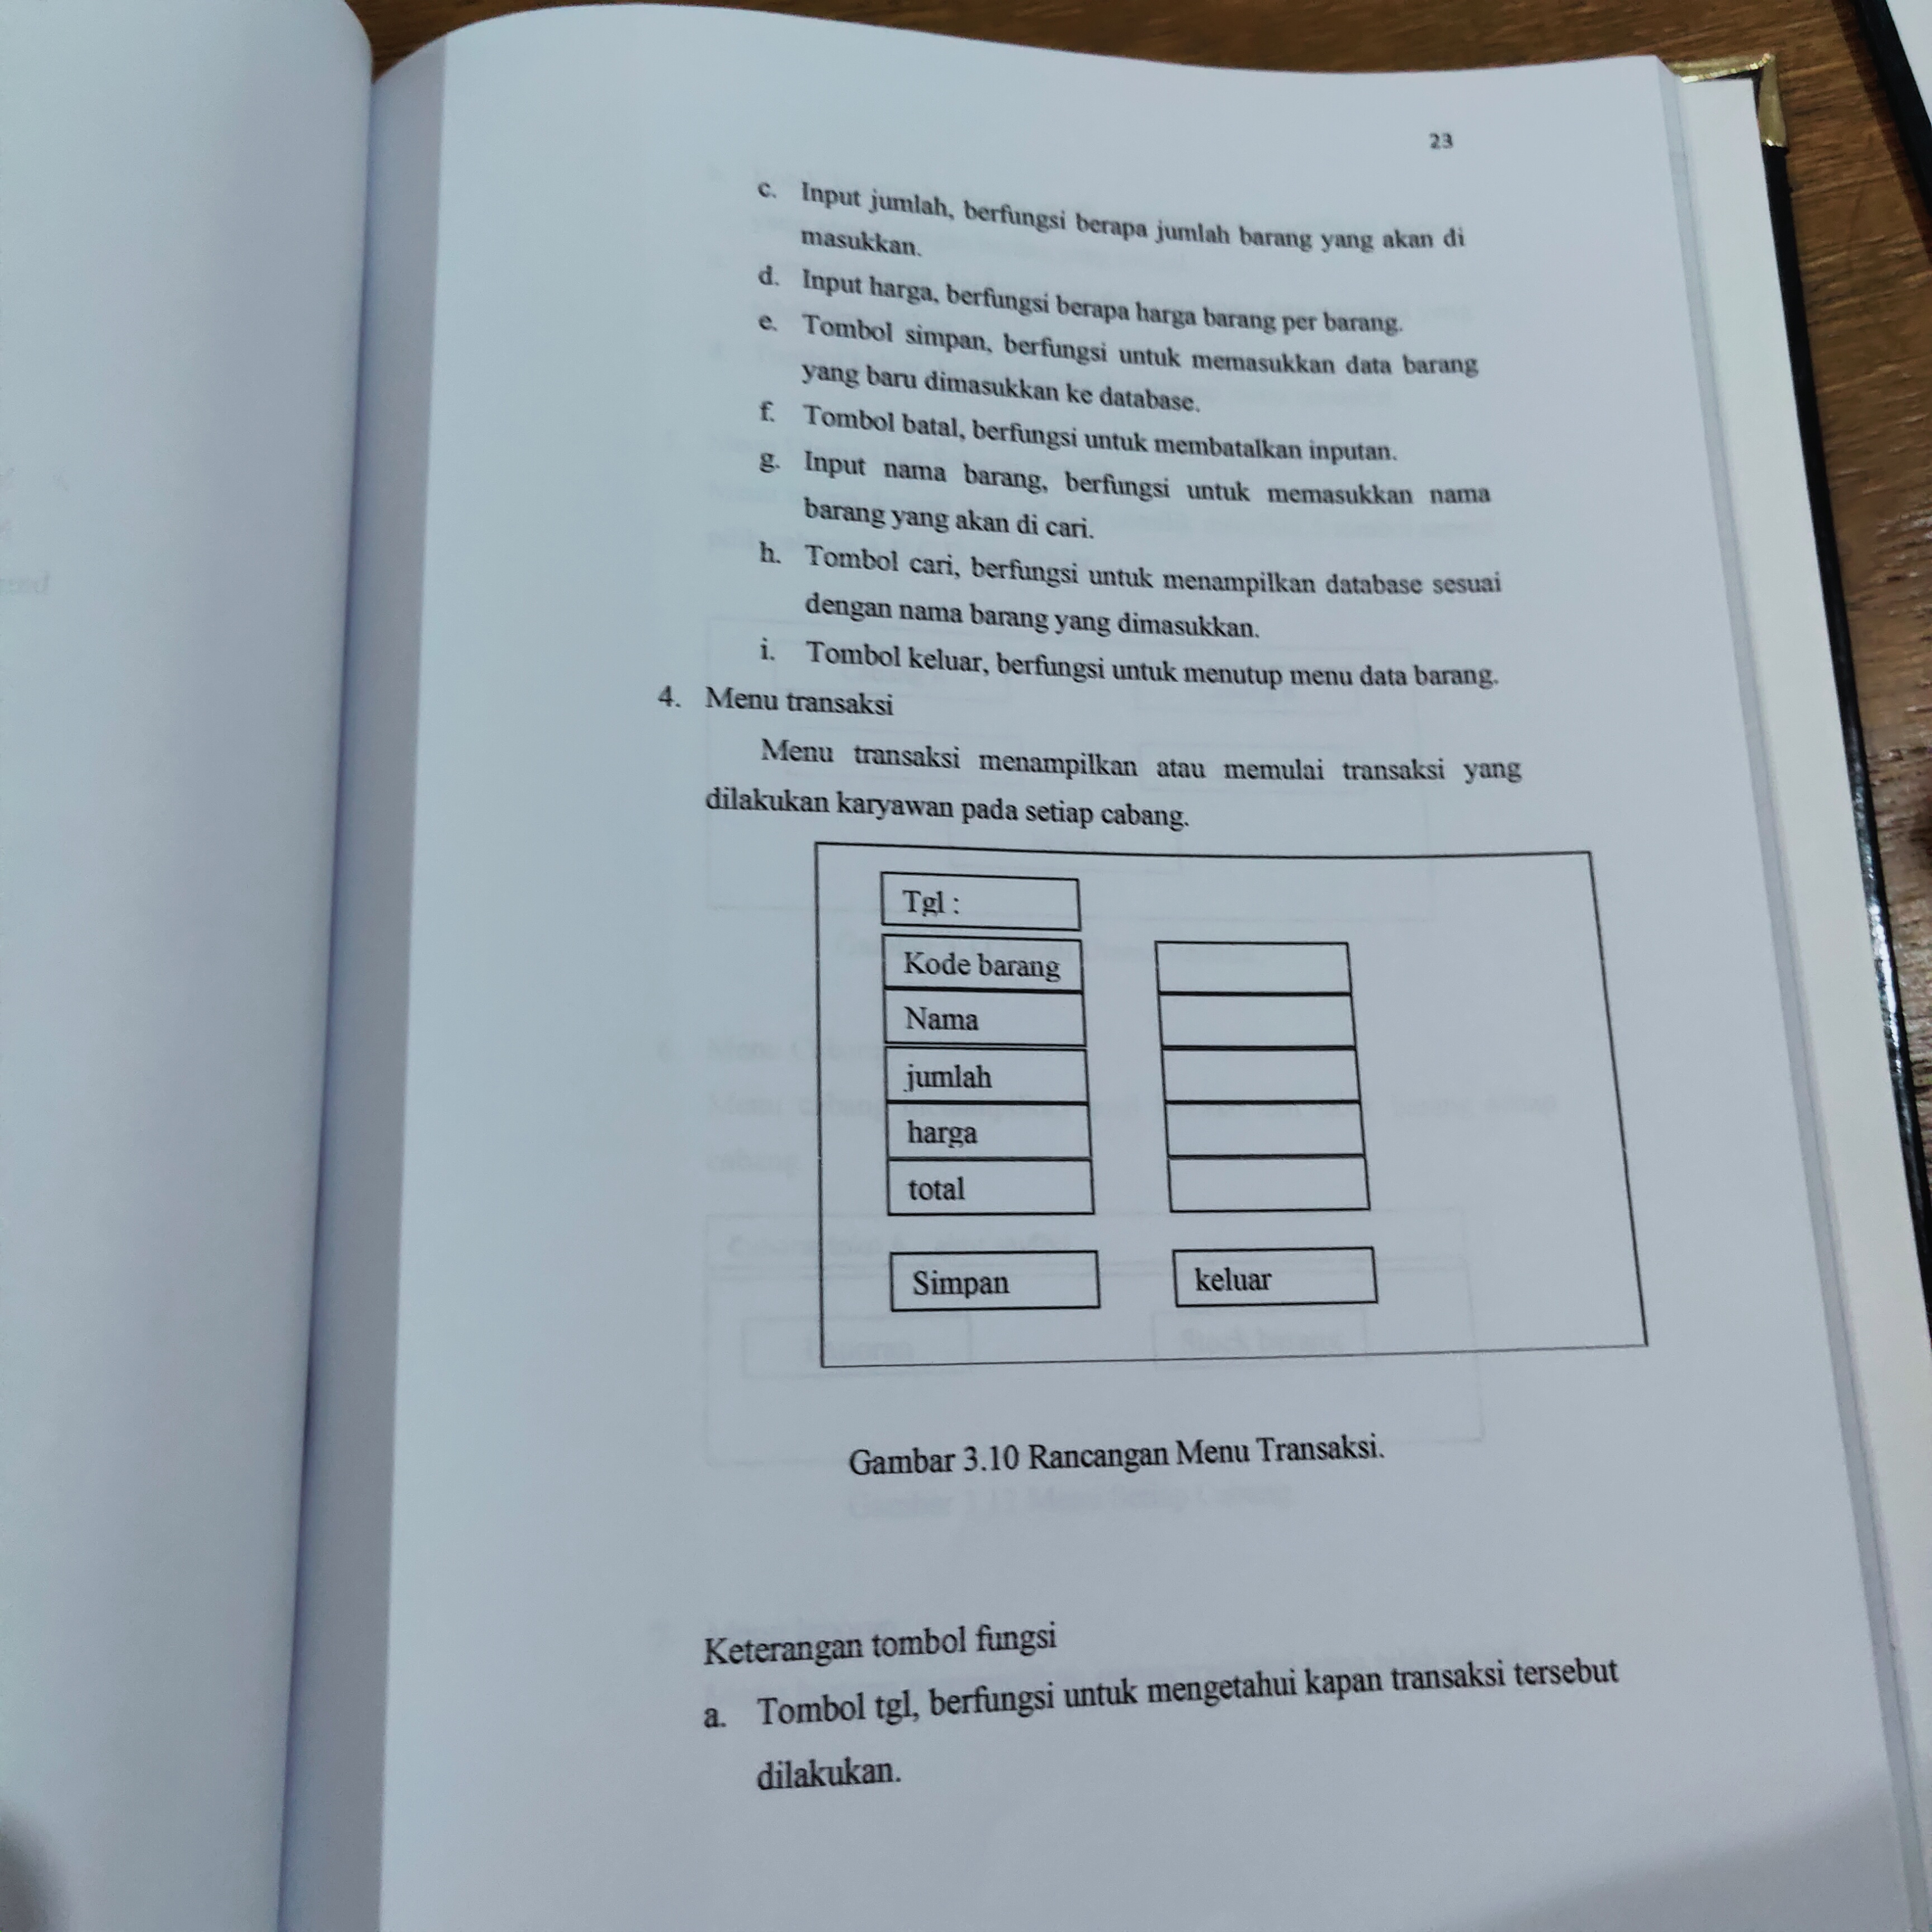 23
c. Input jumlah, berfungsi berapa jumlah barang yang akan di
masukkan.
d. Input harga, berfungsi berapa harga barang per barang.
e. Tombol simpan, berfungsi untuk memasukkan data barang
yang baru dimasukkan ke database.
f. Tombol batal, berfungsi untuk membatalkan inputan.
g. Input nama barang, berfungsi untuk memasukkan nama
barang yang akan di cari.
h. Tombol cari, berfungsi untuk menampilkan database sesuai
dengan nama barang yang dimasukkan.
i. Tombol keluar, berfungsi untuk menutup menu data barang.
4. Menu transaksi
Menu transaksi menampilkan atau memulai transaksi yang
dilakukan karyawan pada setiap cabang.
Tgl :
Kode barang
Nama
jumlah
harga
total
Simpan keluar
Gambar 3.10 Rancangan Menu Transaksi.
Keterangan tombol fungsi
a. Tombol tgl, berfungsi untuk mengetahui kapan transaksi tersebut
dilakukan.